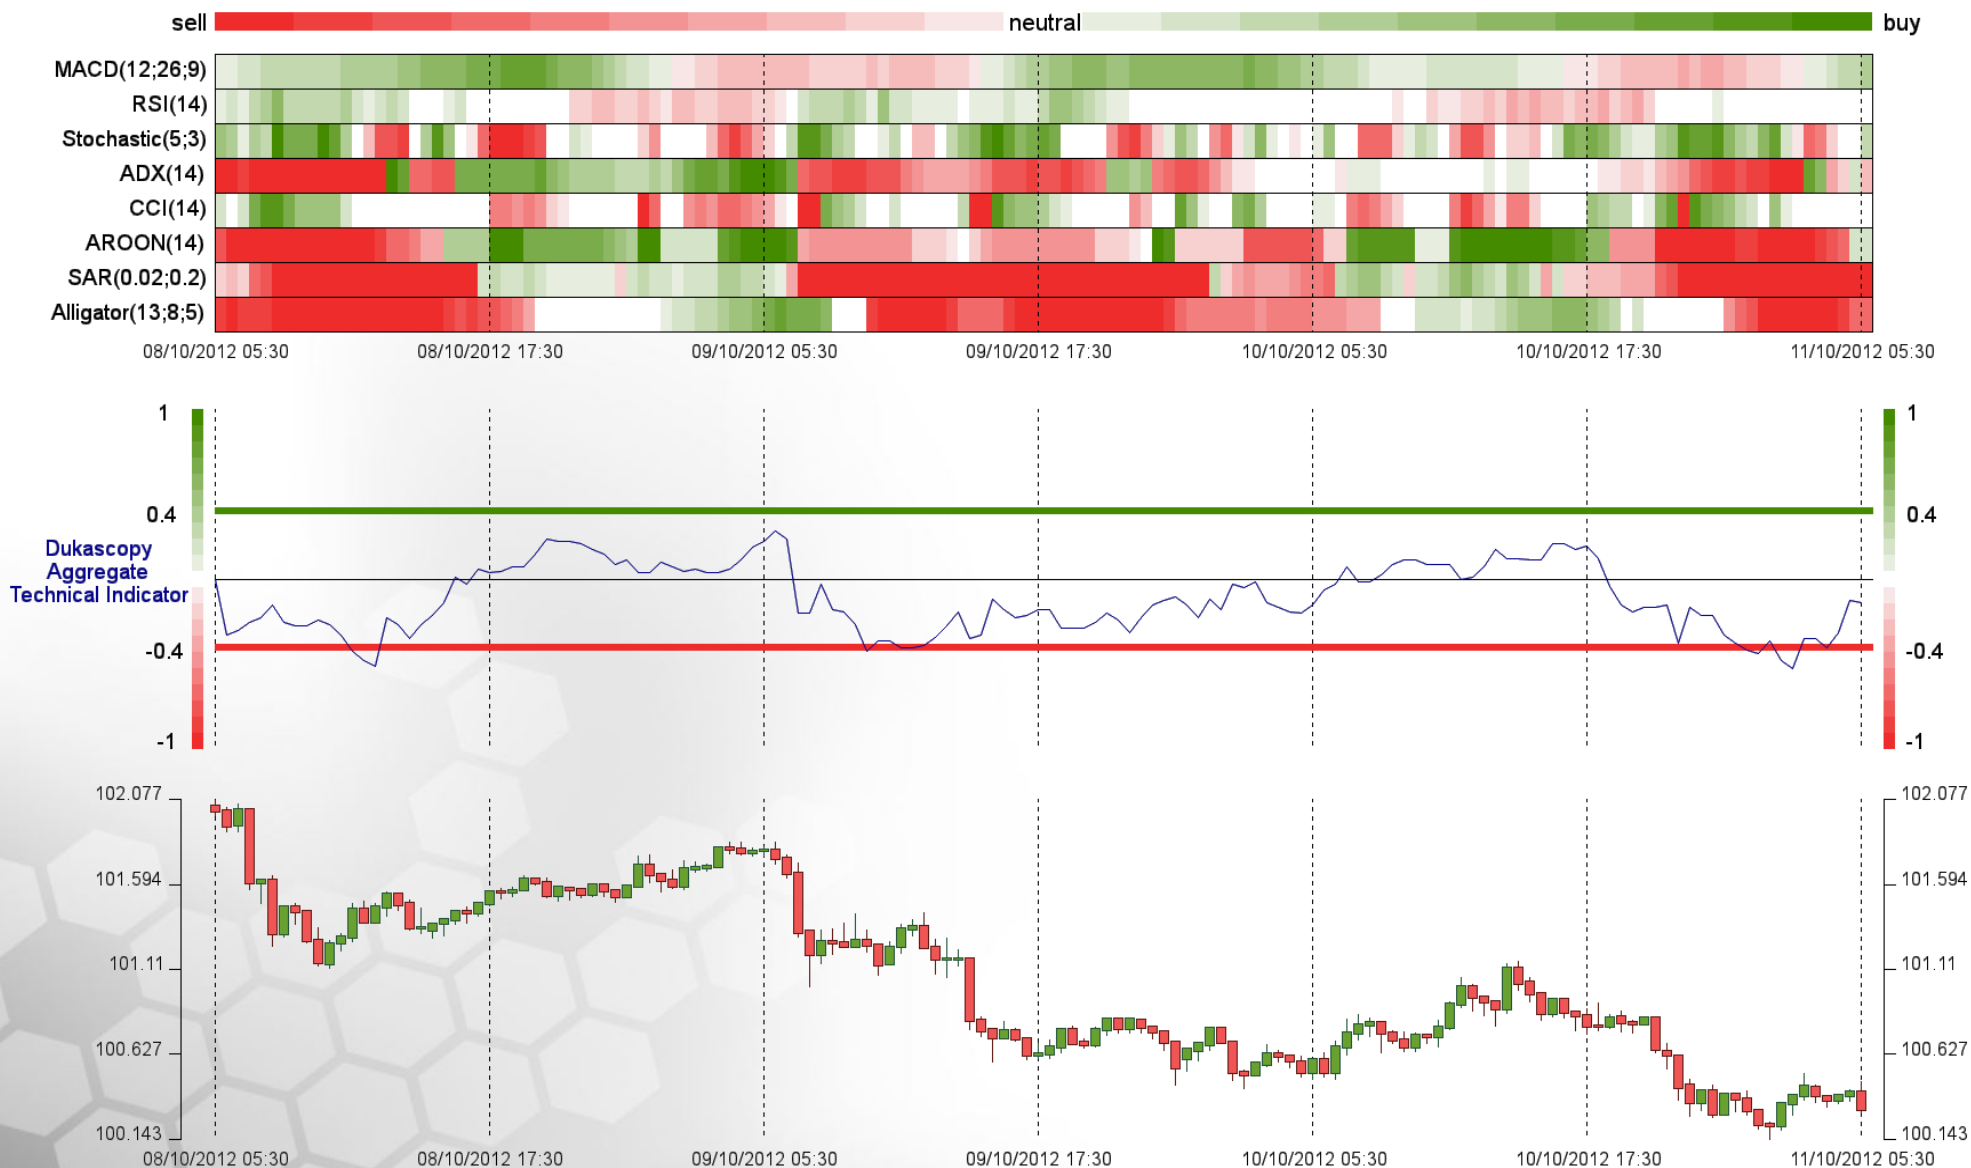 sell neutral buy
MACD(12;26;9)
RSI(14)
Stochastic(5;3)
ADX(14)
CCI(14)
AROON(14)
SAR(0.02;0.2)
Alligator(13;8;5)
08/10/2012 05:30 08/10/2012 17:30 09/10/2012 05:30 09/10/2012 17:30 10/10/2012 05:30 10/10/2012 17:30 11/10/2012 05:30
1 1
0.4 0.4
Dukascopy
Aggregate
Technical Indicator
-0.4 -0.4
-1 -1
102.077 102.077
101.594 101.594
101.11 101.11
100.627 100.627
100.143 100.143
08/10/2012 05:30 08/10/2012 17:30 09/10/2012 05:30 09/10/2012 17:30 10/10/2012 05:30 10/10/2012 17:30 11/10/2012 05:30